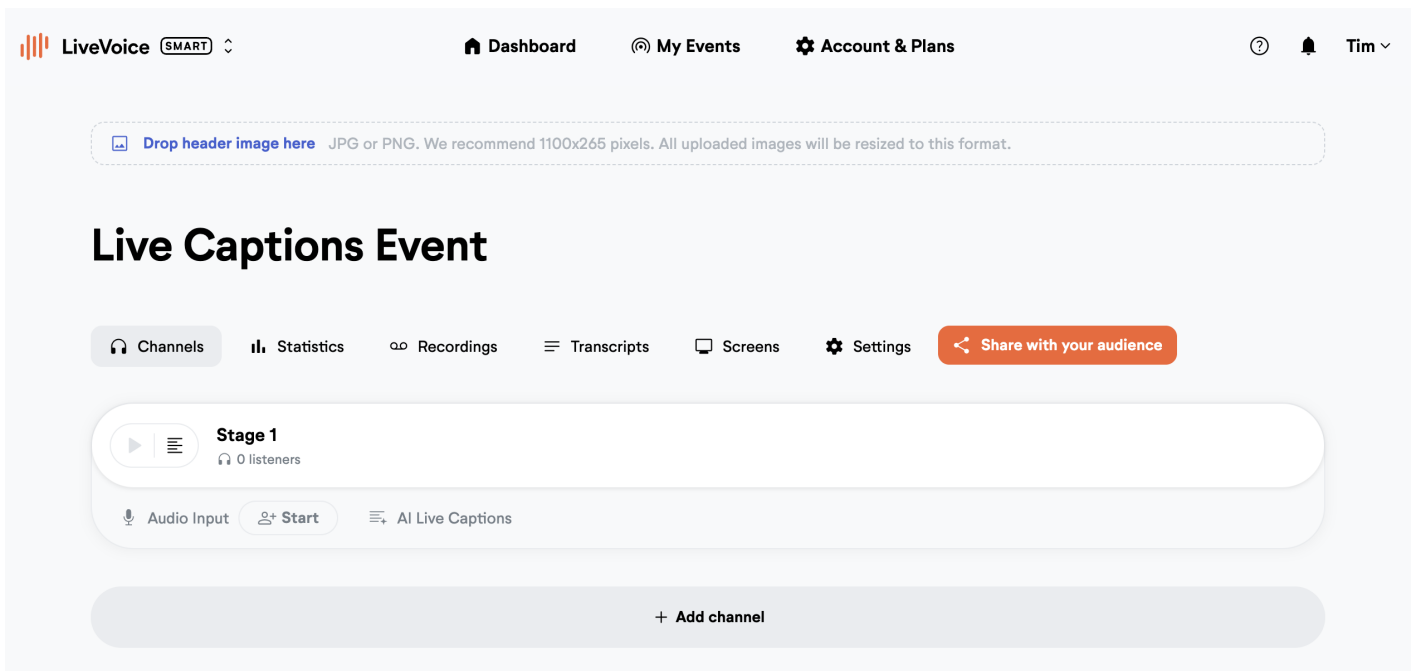 LiveVoice SMART Dashboard My Events Account & Plans ? Tim
Drop header image here JPG or PNG. We recommend 1100x265 pixels. All uploaded images will be resized to this format.
Live Captions Event
Channels Statistics Recordings Transcripts Screens Settings Share with your audience
Stage 1
0 listeners
Audio Input Start AI Live Captions
+ Add channel